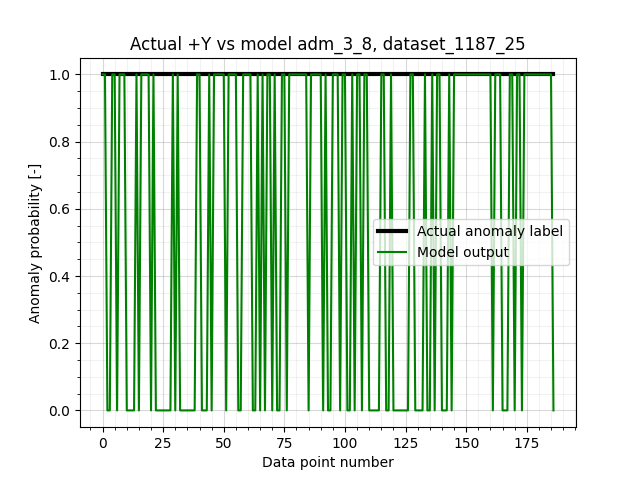 Actual +Y vs model adm_3_8, dataset_1187_25
1.0
0.8
0.6
0.4
0.2
0.0
Anomaly probability [-]
Actual anomaly label
Model output
0 25 50 75 100 125 150 175
Data point number